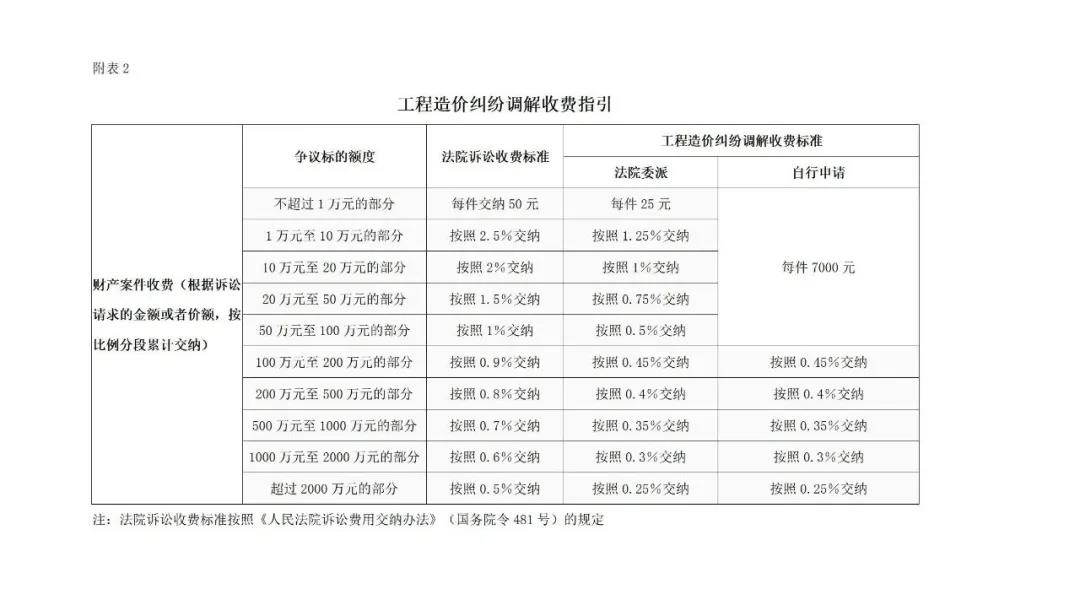 附表 2
工程造价纠纷调解收费指引
争议标的额度 法院诉讼收费标准 工程造价纠纷调解收费标准
法院委派 自行申请
财产案件收费（根据诉讼
请求的金额或者价额，按
比例分段累计交纳）
不超过 1 万元的部分 每件交纳 50 元 每件 25 元
1 万元至 10 万元的部分 按照 2.5%交纳 按照 1.25%交纳
10 万元至 20 万元的部分 按照 2%交纳 按照 1%交纳 每件 7000 元
20 万元至 50 万元的部分 按照 1.5%交纳 按照 0.75%交纳
50 万元至 100 万元的部分 按照 1%交纳 按照 0.5%交纳
100 万元至 200 万元的部分 按照 0.9%交纳 按照 0.45%交纳 按照 0.45%交纳
200 万元至 500 万元的部分 按照 0.8%交纳 按照 0.4%交纳 按照 0.4%交纳
500 万元至 1000 万元的部分 按照 0.7%交纳 按照 0.35%交纳 按照 0.35%交纳
1000 万元至 2000 万元的部分 按照 0.6%交纳 按照 0.3%交纳 按照 0.3%交纳
超过 2000 万元的部分 按照 0.5%交纳 按照 0.25%交纳 按照 0.25%交纳
注：法院诉讼收费标准按照《人民法院诉讼费用交纳办法》（国务院令 481 号）的规定